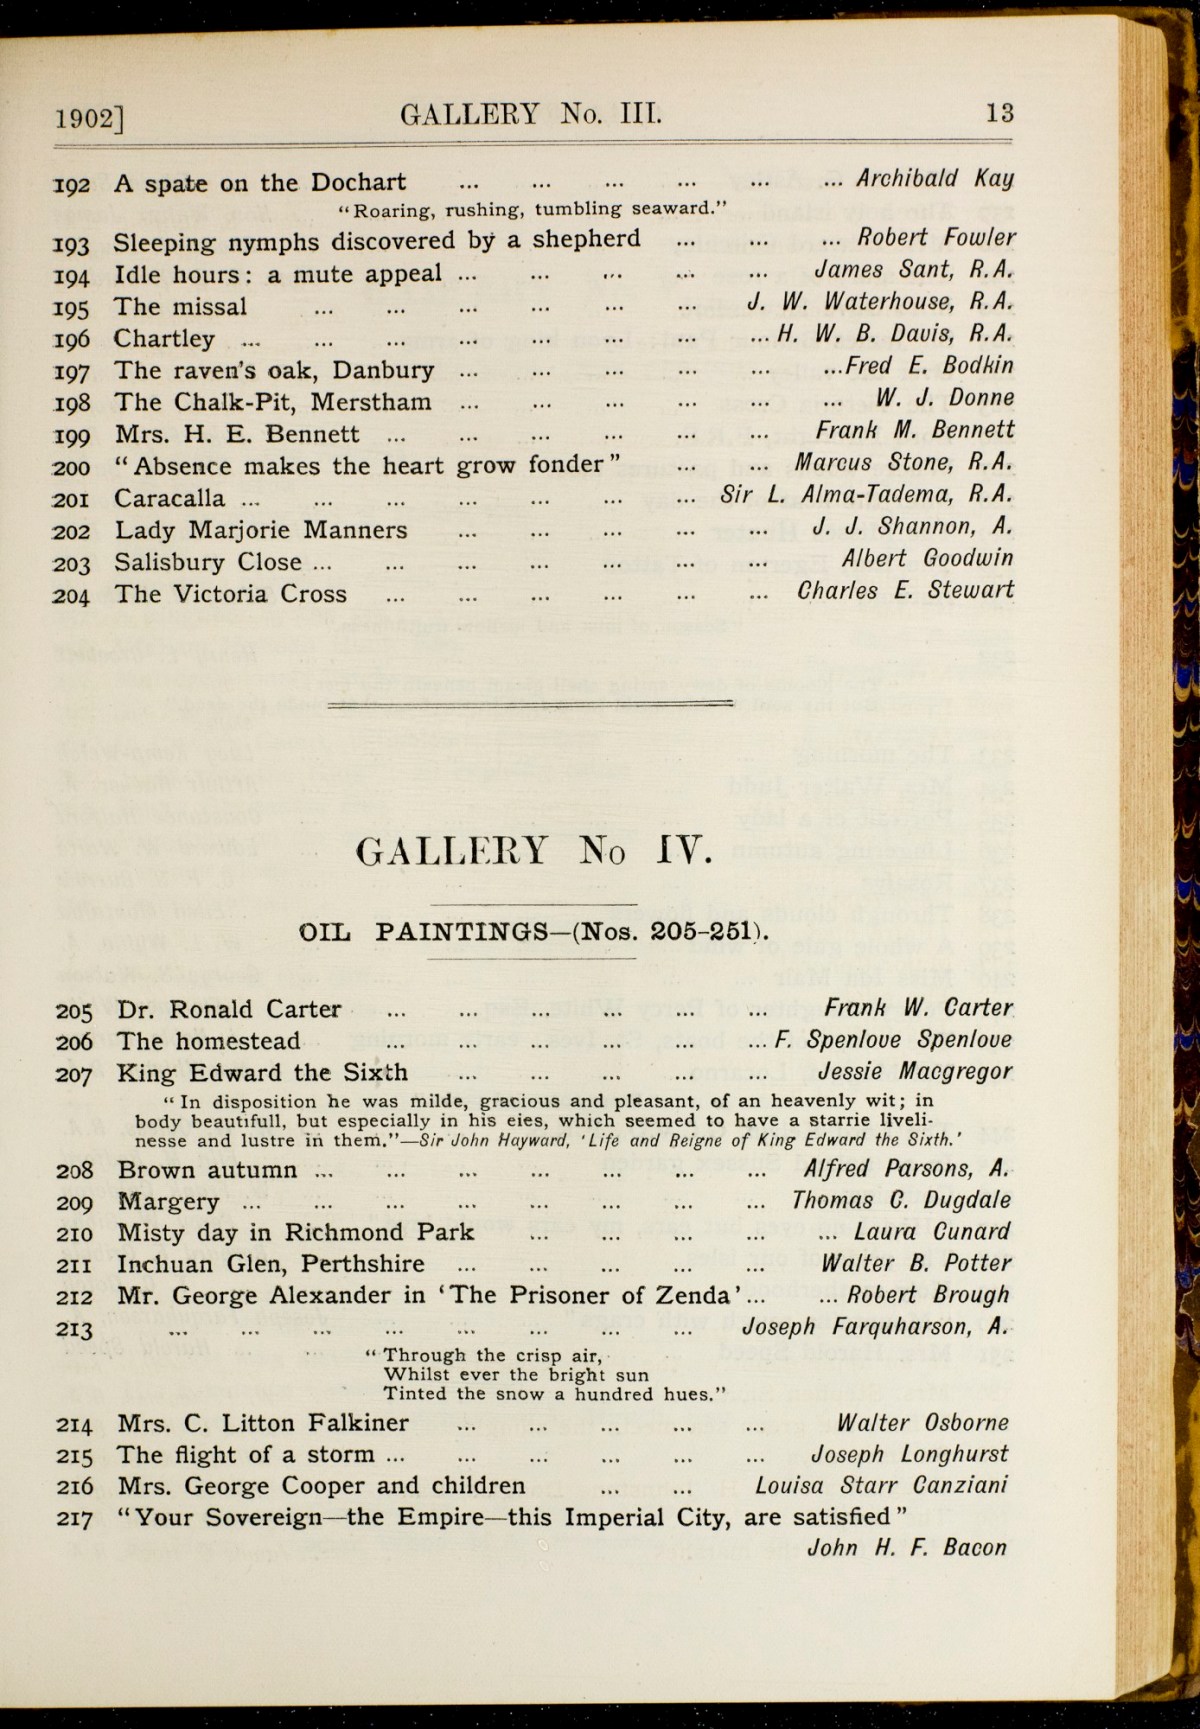 1902] GALLERY No. III. 13
192 A spate on the Dochart ... ... ... ... ... ... Archibald Kay
"Roaring, rushing, tumbling seaward."
193 Sleeping nymphs discovered by a shepherd ... ... ... Robert Fowler
194 Idle hours: a mute appeal ... ... ... ... ... James Sant, R.A.
195 The missal ... ... ... ... ... ... J. W. Waterhouse, R.A.
196 Chartley ... ... ... ... ... ... ... ... H. W. B. Davis, R.A.
197 The raven's oak, Danbury ... ... ... ... ... ... Fred E. Bodkin
198 The Chalk-Pit, Merstham ... ... ... ... ... ... W. J. Donne
199 Mrs. H. E. Bennett ... ... ... ... ... ... Frank M. Bennett
200 "Absence makes the heart grow fonder" ... ... Marcus Stone, R.A.
201 Caracalla ... ... ... ... ... ... ... Sir L. Alma-Tadema, R.A.
202 Lady Marjorie Manners ... ... ... ... ... J. J. Shannon, A.
203 Salisbury Close ... ... ... ... ... ... ... Albert Goodwin
204 The Victoria Cross ... ... ... ... ... ... Charles E. Stewart
GALLERY No IV.
OIL PAINTINGS—(Nos. 205-251).
205 Dr. Ronald Carter ... ... ... ... ... ... Frank W. Carter
206 The homestead ... ... ... ... ... ... F. Spenlove Spenlove
207 King Edward the Sixth ... ... ... ... ... Jessie Macgregor
"In disposition he was milde, gracious and pleasant, of an heavenly wit; in
body beautifull, but especially in his eies, which seemed to have a starrie liveli-
nesse and lustre in them."—Sir John Hayward, 'Life and Reigne of King Edward the Sixth.'
208 Brown autumn ... ... ... ... ... ... ... Alfred Parsons, A.
209 Margery ... ... ... ... ... ... ... ... Thomas C. Dugdale
210 Misty day in Richmond Park ... ... ... ... ... Laura Cunard
211 Inchuan Glen, Perthshire ... ... ... ... ... Walter B. Potter
212 Mr. George Alexander in 'The Prisoner of Zenda' ... ... Robert Brough
213 ... ... ... ... ... ... ... ... Joseph Farquharson, A.
"Through the crisp air,
Whilst ever the bright sun
Tinted the snow a hundred hues."
214 Mrs. C. Litton Falkiner ... ... ... ... ... Walter Osborne
215 The flight of a storm ... ... ... ... ... ... Joseph Longhurst
216 Mrs. George Cooper and children ... ... Louisa Starr Canziani
217 "Your Sovereign—the Empire—this Imperial City, are satisfied"
John H. F. Bacon